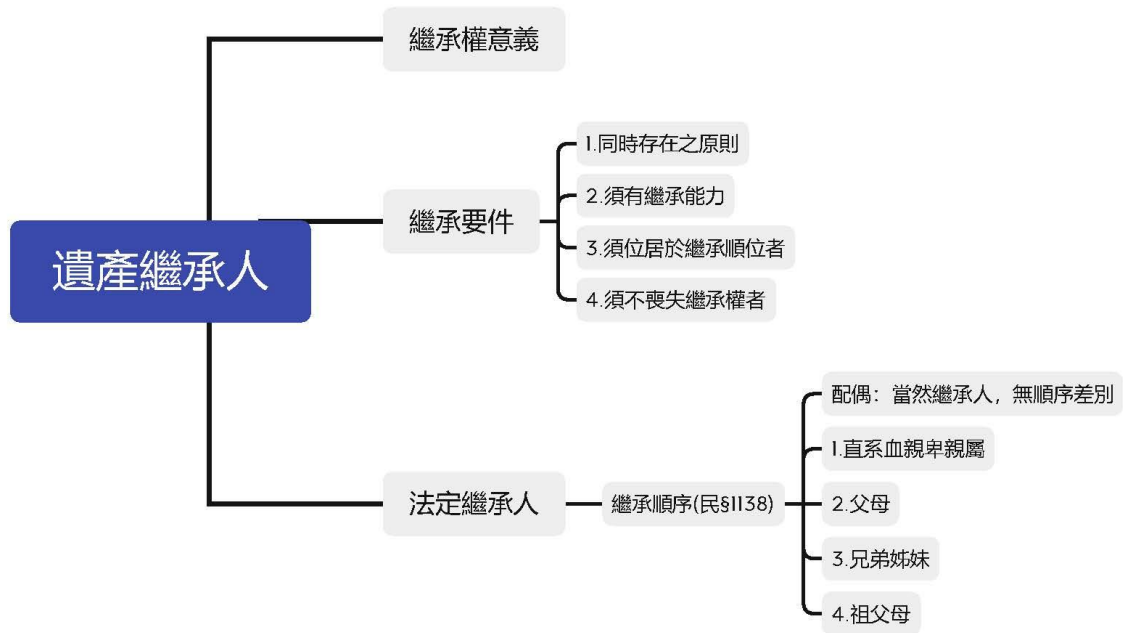 繼承權意義
1.同時存在之原則
2.須有繼承能力
繼承要件
3.須位居於繼承順位者
遺產繼承人
4.須不喪失繼承權者
配偶：當然繼承人，無順序差別
1.直系血親卑親屬
法定繼承人
繼承順序(民§1138)
2.父母
3.兄弟姊妹
4.祖父母